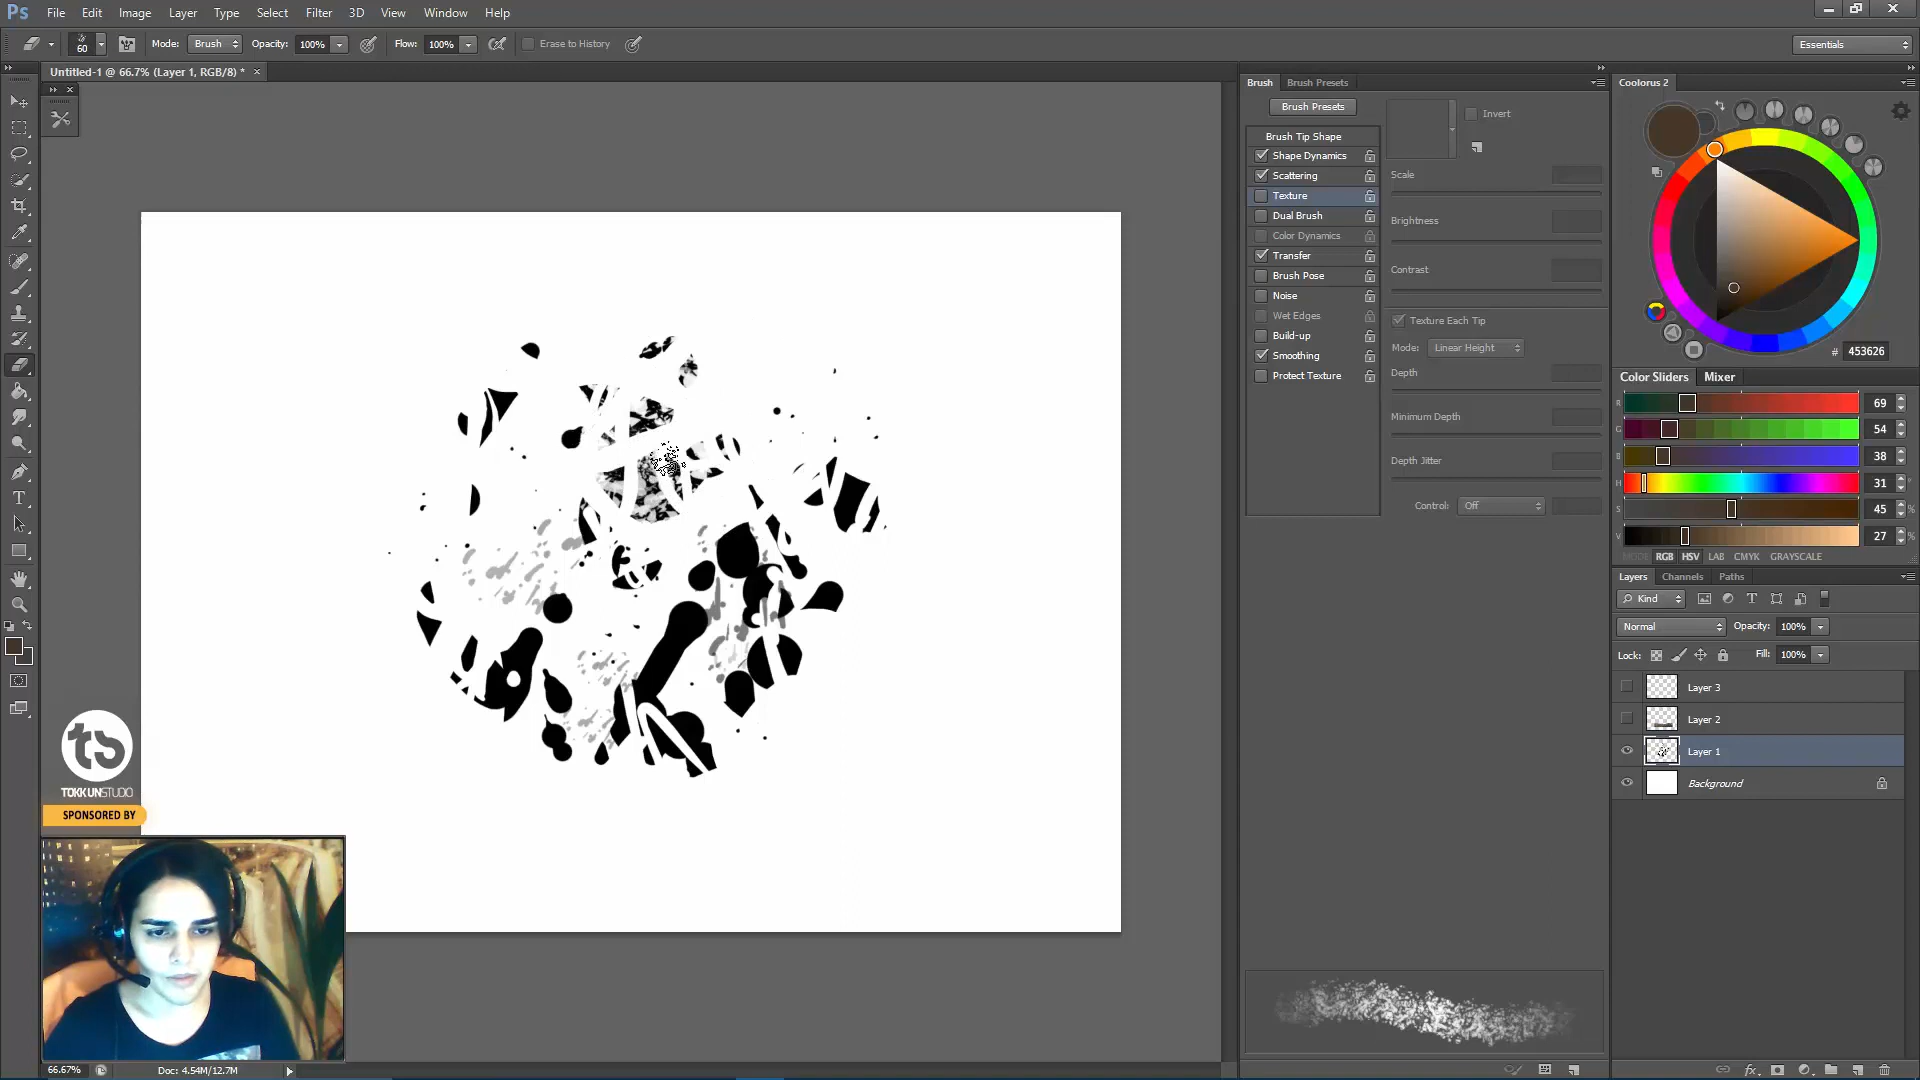 Ps File Edit Image Layer Type Select Filter 3D View Window Help
60 Mode: Brush Opacity: 100% Flow: 100% Erase to History Essentials
Untitled-1 @ 66.7% (Layer 1, RGB/8) *
Brush Brush Presets
Brush Presets
Brush Tip Shape
Shape Dynamics
Scattering
Texture
Dual Brush
Color Dynamics
Transfer
Brush Pose
Noise
Wet Edges
Build-up
Smoothing
Protect Texture
Invert
Scale
Brightness
Contrast
Texture Each Tip
Mode: Linear Height
Depth
Minimum Depth
Depth Jitter
Control: Off
Coolorus 2
# 453626
Color Sliders Mixer
R 69
G 54
B 38
H 31 °
S 45 %
V 27 %
MODE RGB HSV LAB CMYK GRAYSCALE
Layers Channels Paths
Kind
Normal Opacity: 100%
Lock: Fill: 100%
Layer 3
Layer 2
Layer 1
Background
ts
TOKKUNSTUDIO
SPONSORED BY
66.67% Doc: 4.54M/12.7M